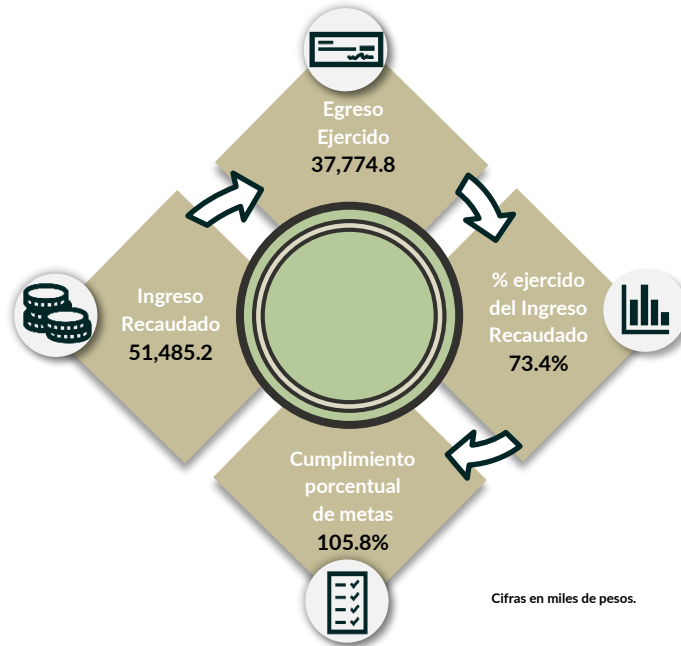 Egreso
Ejercido
37,774.8
Ingreso
Recaudado
51,485.2
% ejercido
del Ingreso
Recaudado
73.4%
Cumplimiento
porcentual
de metas
105.8%
Cifras en miles de pesos.